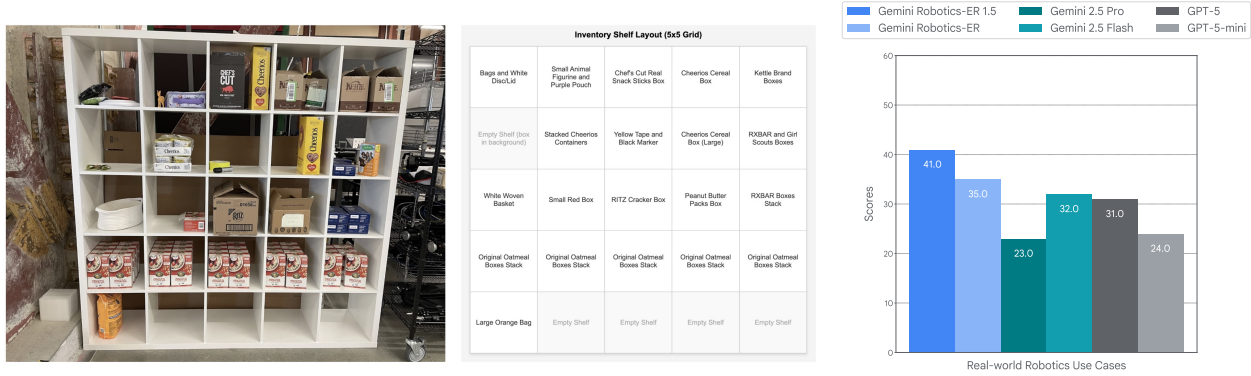 CHEF'S
CUT
Cheerios
Cheerios
Cheerios
RITZ
Inventory Shelf Layout (5x5 Grid)
Bags and White
Disc/Lid
Small Animal
Figurine and
Purple Pouch
Chef's Cut Real
Snack Sticks Box
Cheerios Cereal
Box
Kettle Brand
Boxes
Empty Shelf (box
in background)
Stacked Cheerios
Containers
Yellow Tape and
Black Marker
Cheerios Cereal
Box (Large)
RXBAR and Girl
Scouts Boxes
White Woven
Basket
Small Red Box
RITZ Cracker Box
Peanut Butter
Packs Box
RXBAR Boxes
Stack
Original Oatmeal
Boxes Stack
Original Oatmeal
Boxes Stack
Original Oatmeal
Boxes Stack
Original Oatmeal
Boxes Stack
Original Oatmeal
Boxes Stack
Large Orange Bag
Empty Shelf
Empty Shelf
Empty Shelf
Empty Shelf
Gemini Robotics-ER 1.5
Gemini 2.5 Pro
GPT-5
Gemini Robotics-ER
Gemini 2.5 Flash
GPT-5-mini
Scores
60
50
40
30
20
10
0
41.0
35.0
23.0
32.0
31.0
24.0
Real-world Robotics Use Cases